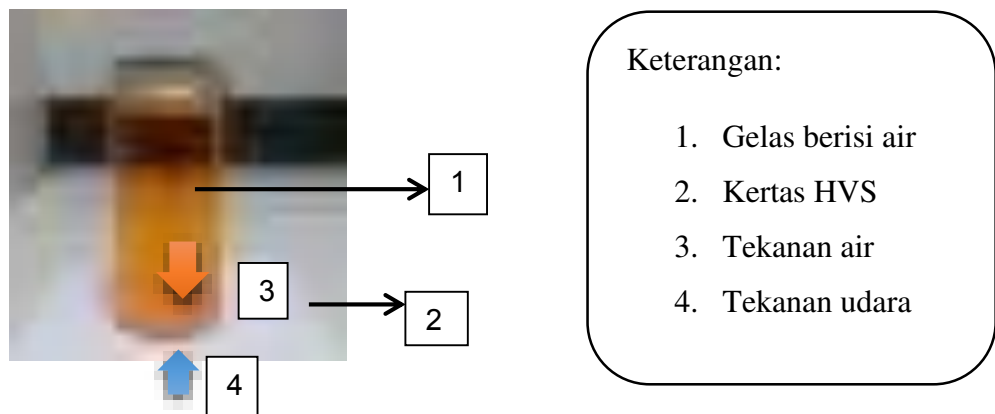 1
3
2
4
Keterangan:
1. Gelas berisi air
2. Kertas HVS
3. Tekanan air
4. Tekanan udara